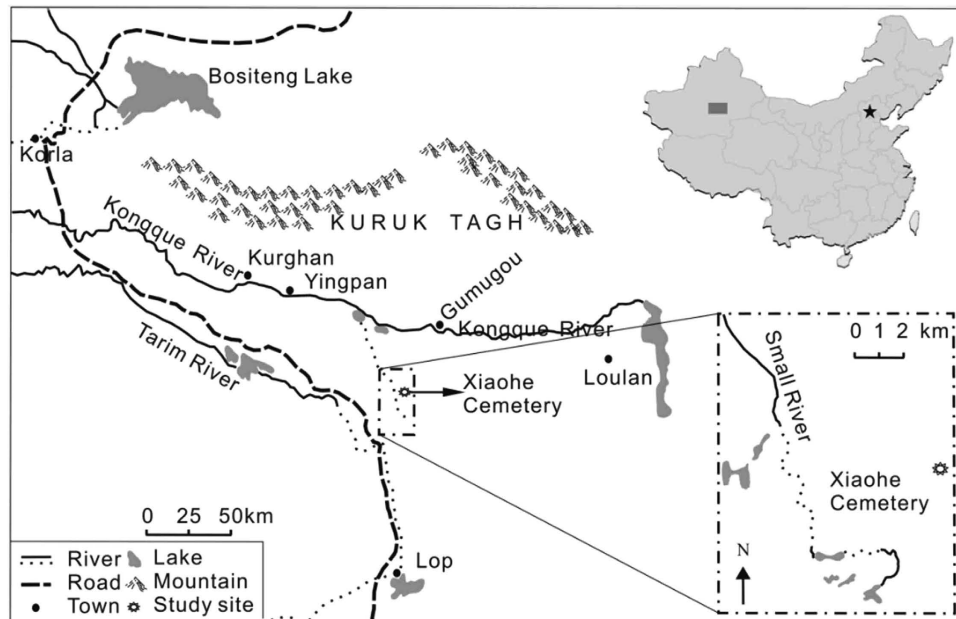 Bositeng Lake
Korla
KURUK TAGH
Kongque River
Kurghan
Yingpan
Gumugou
Kongque River
Tarim River
Loulan
Xiaohe
Cemetery
0 25 50km
Lop
River Lake
Road Mountain
Town Study site
0 1 2 km
Small River
Xiaohe
Cemetery
N